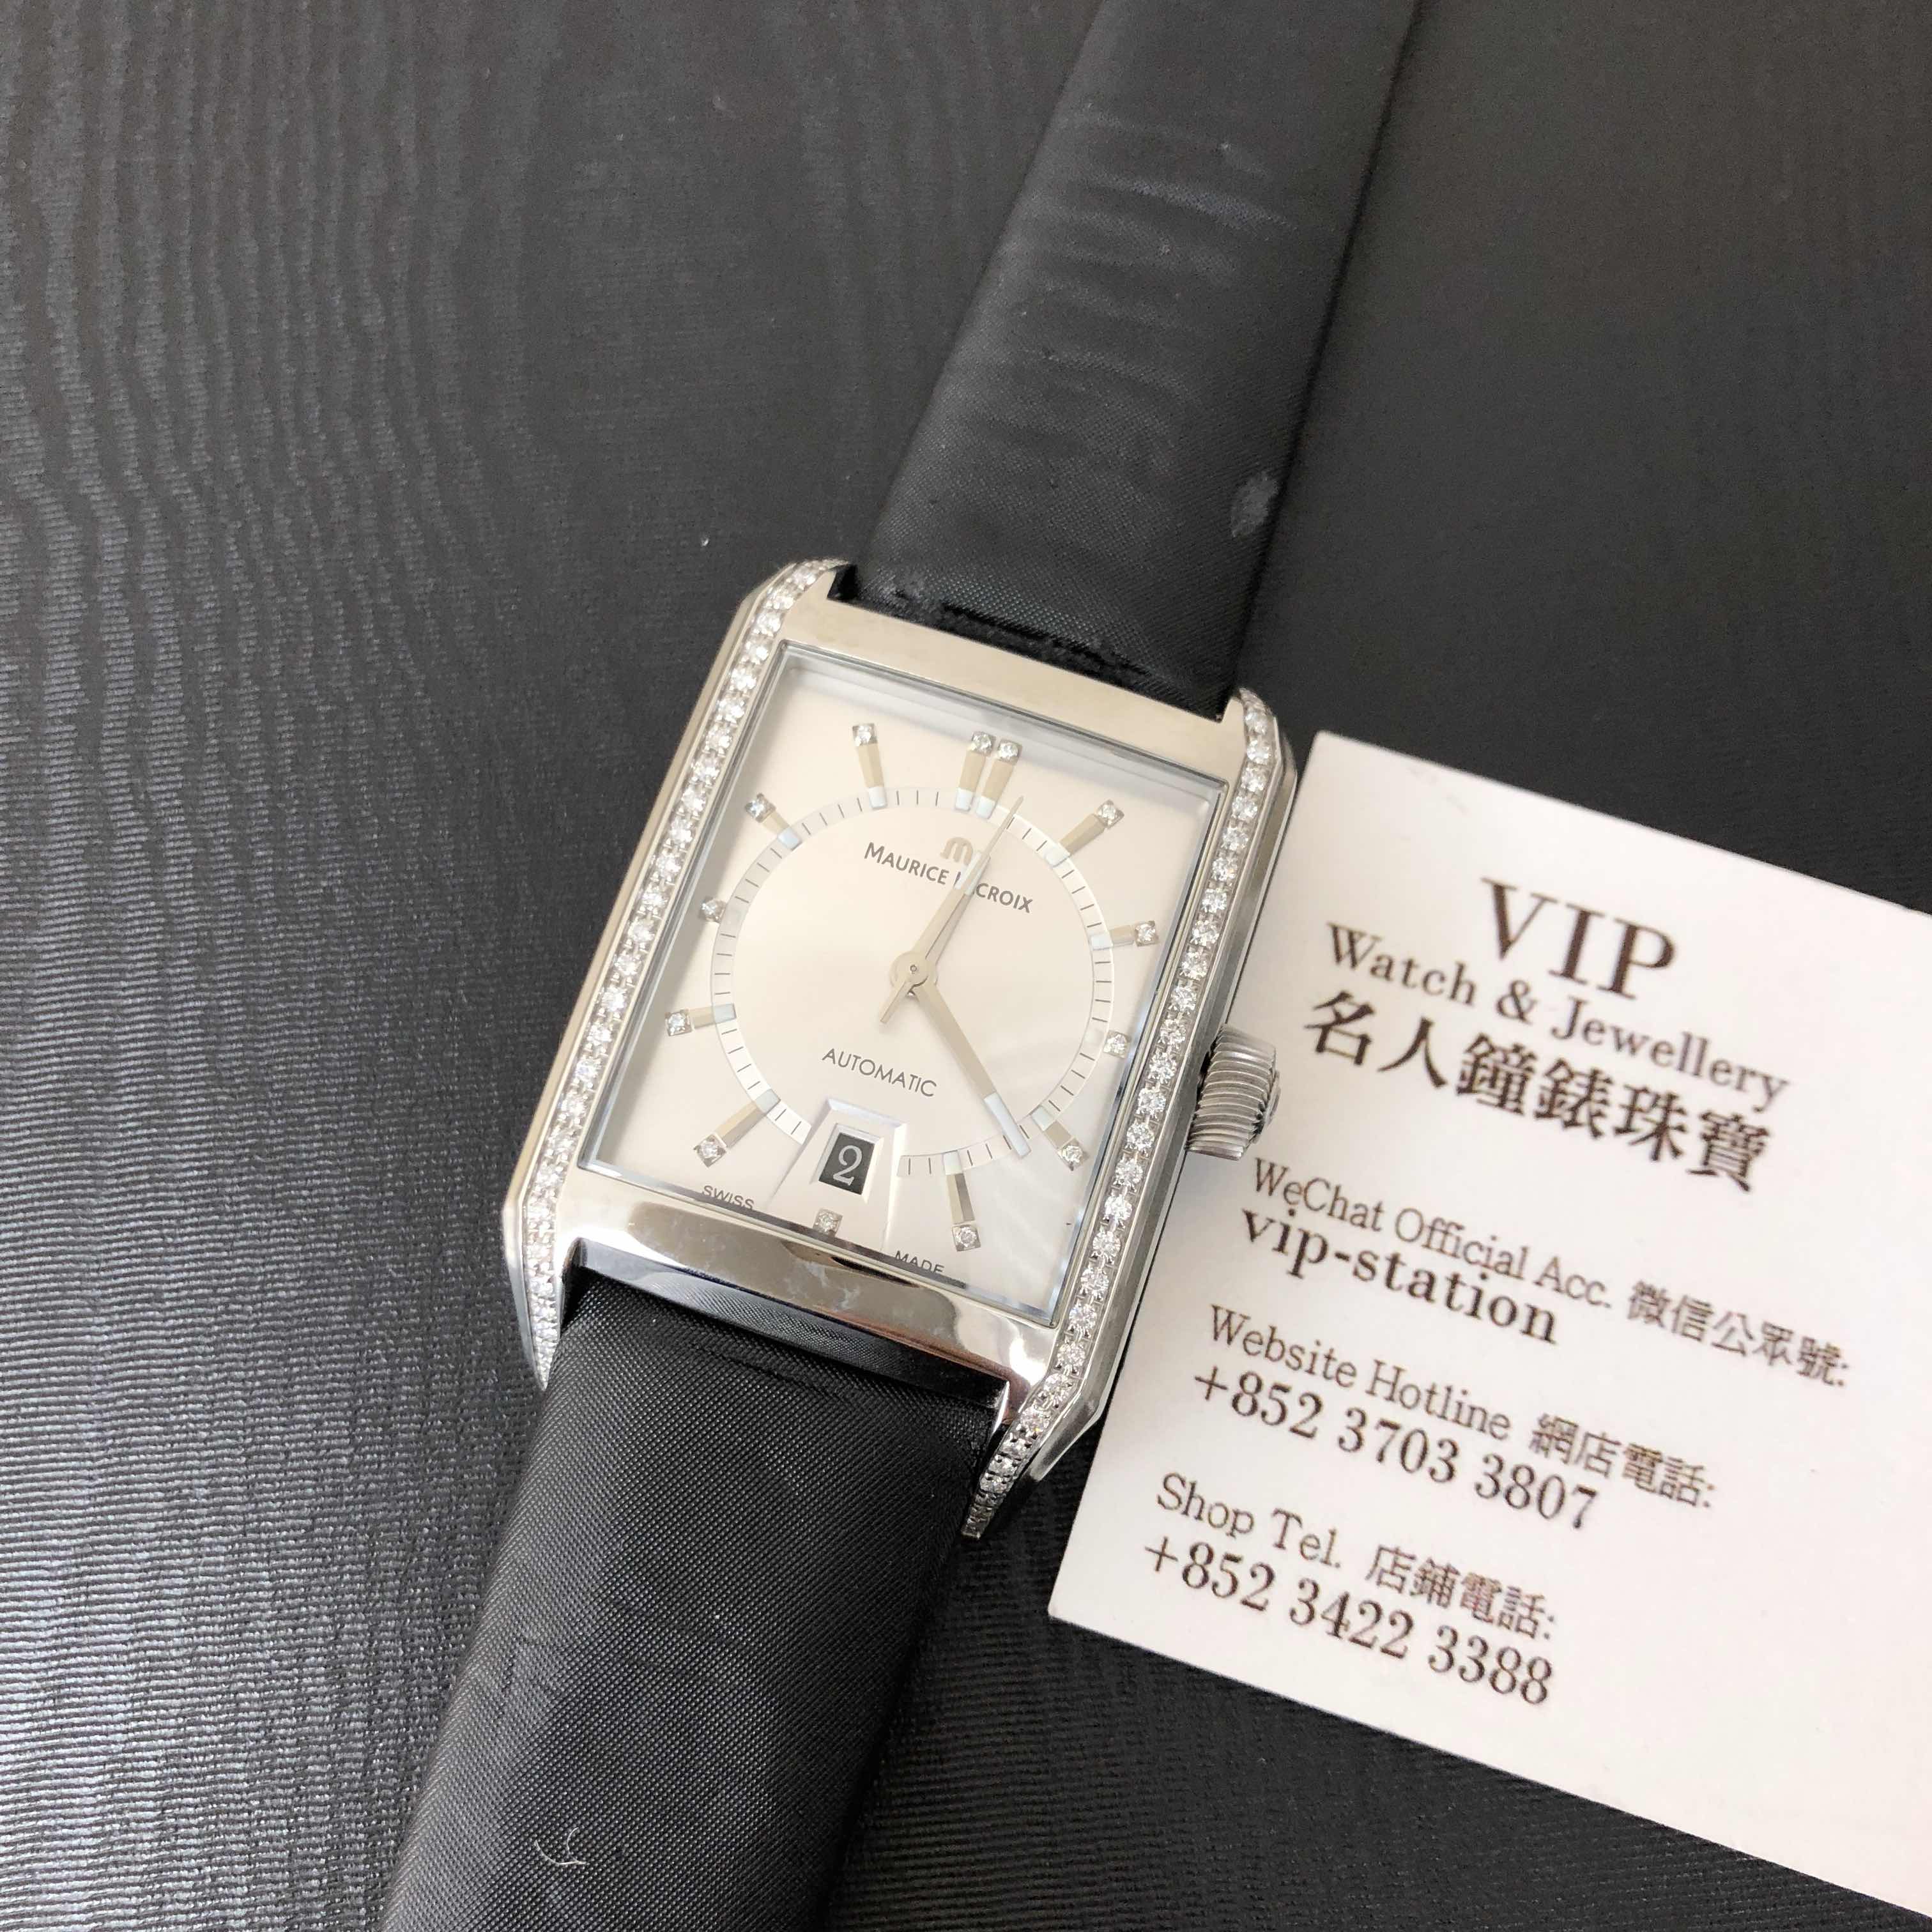 MAURICE LACROIX
AUTOMATIC
2
SWISS MADE
VIP
Watch & Jewellery
名人鐘錶珠寶
WeChat Official Acc. 微信公眾號:
vip-station
Website Hotline 網店電話:
+852 3703 3807
Shop Tel. 店鋪電話:
+852 3422 3388